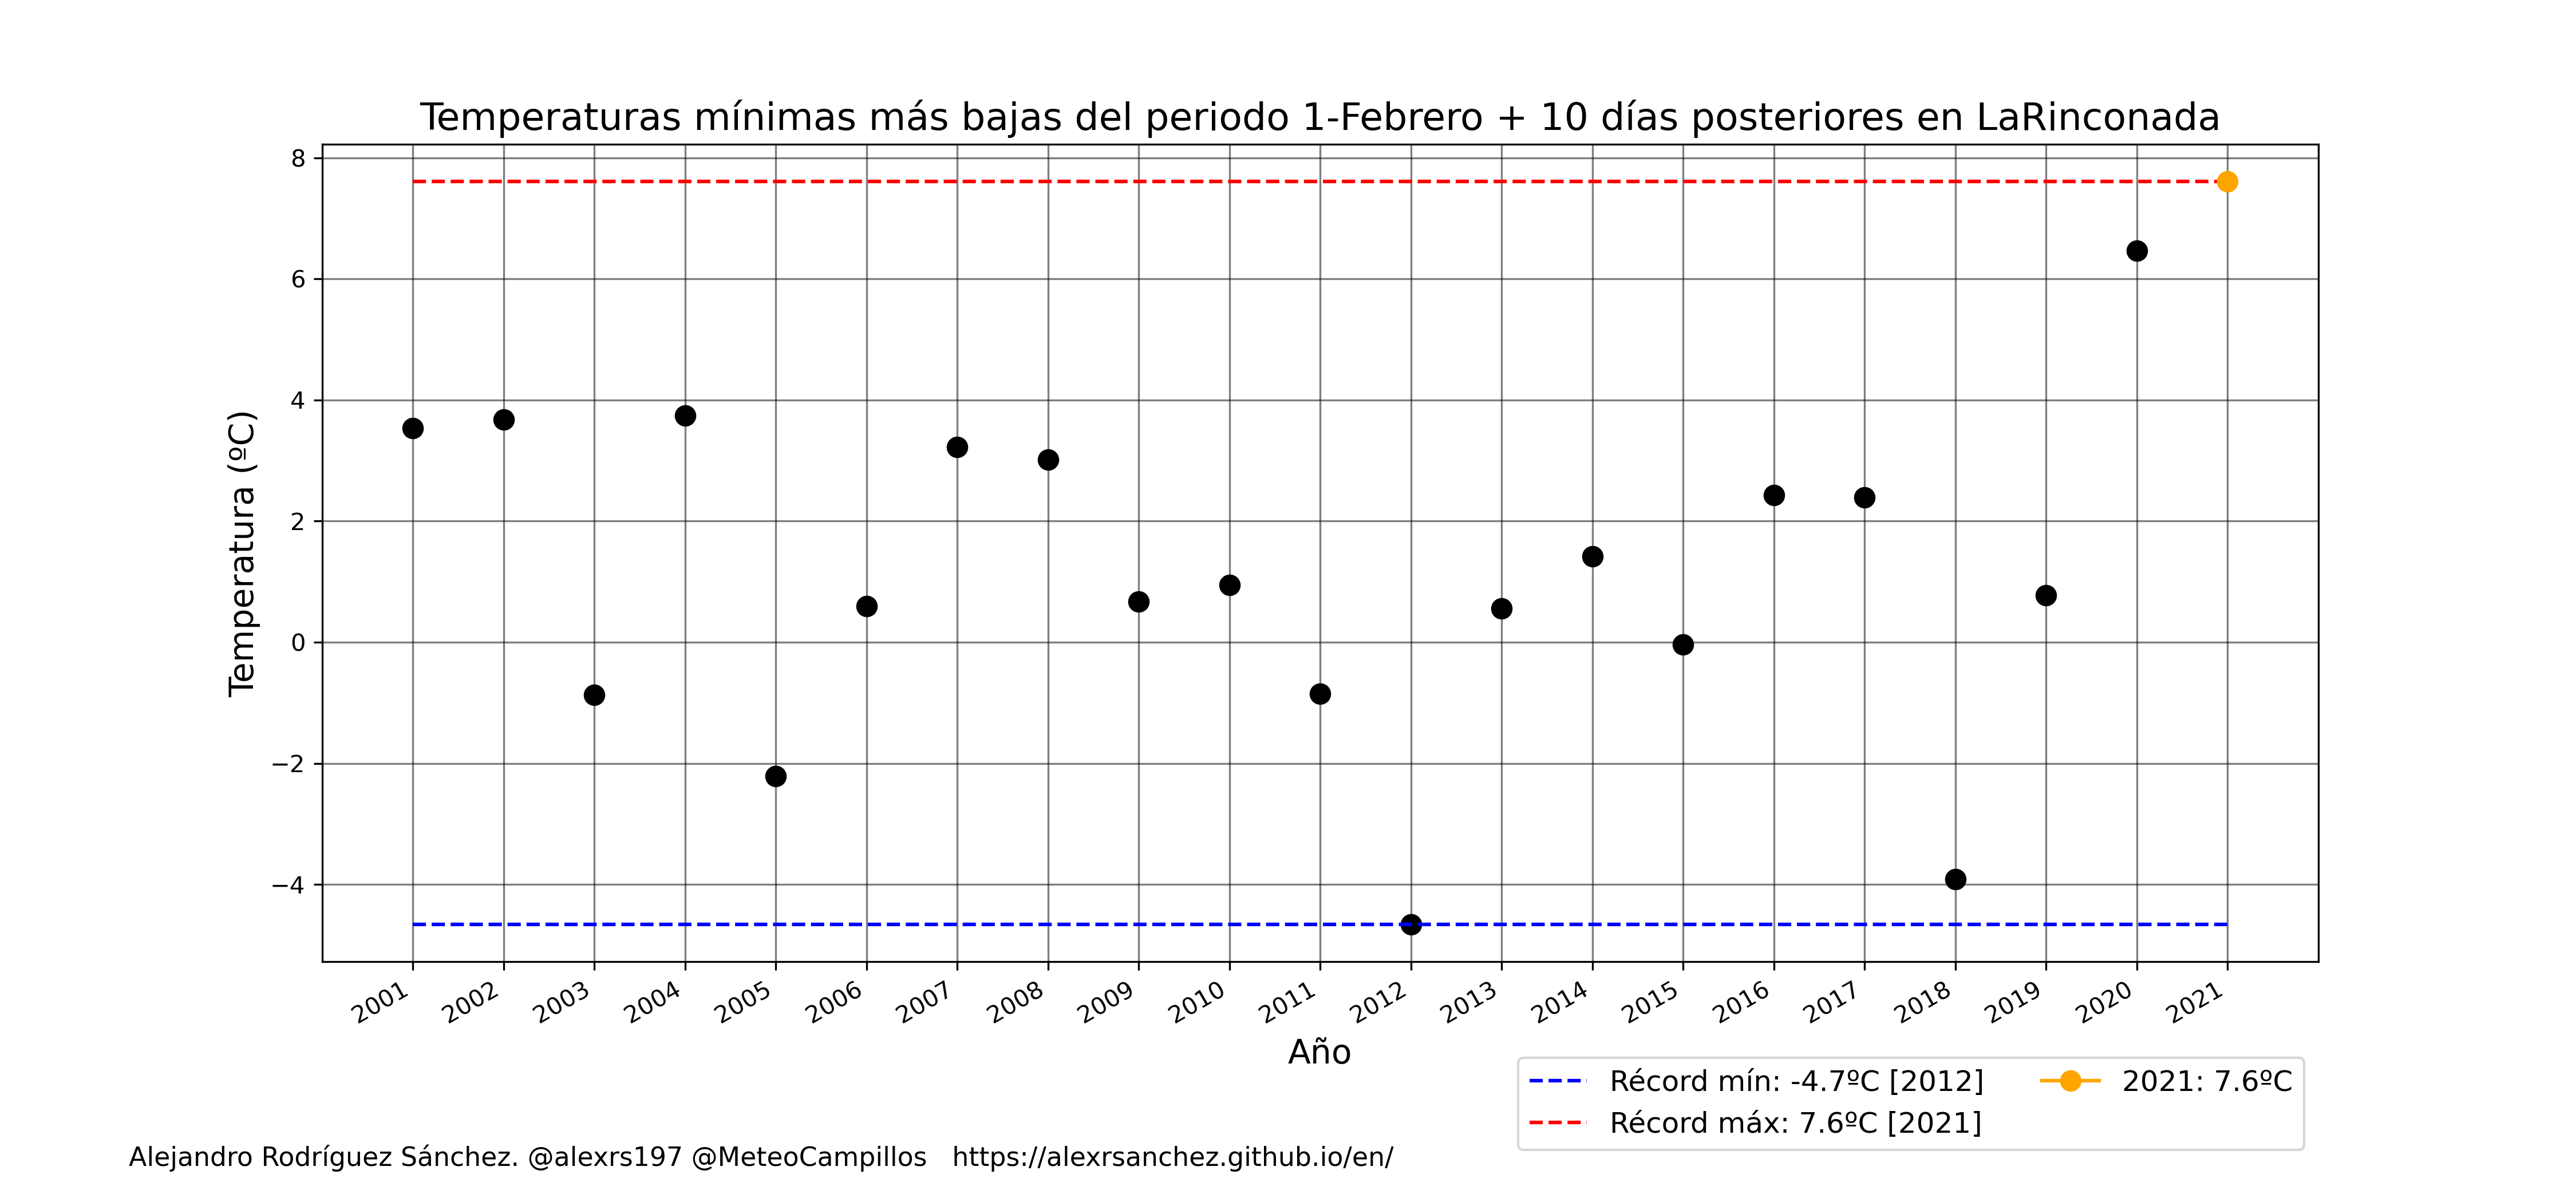 Temperaturas mínimas más bajas del periodo 1-Febrero + 10 días posteriores en LaRinconada
8
6
4
2
0
−2
−4
Temperatura (ºC)
2001 2002 2003 2004 2005 2006 2007 2008 2009 2010 2011 2012 2013 2014 2015 2016 2017 2018 2019 2020 2021
Año
Récord mín: -4.7ºC [2012]
Récord máx: 7.6ºC [2021]
2021: 7.6ºC
Alejandro Rodríguez Sánchez. @alexrs197 @MeteoCampillos https://alexrsanchez.github.io/en/